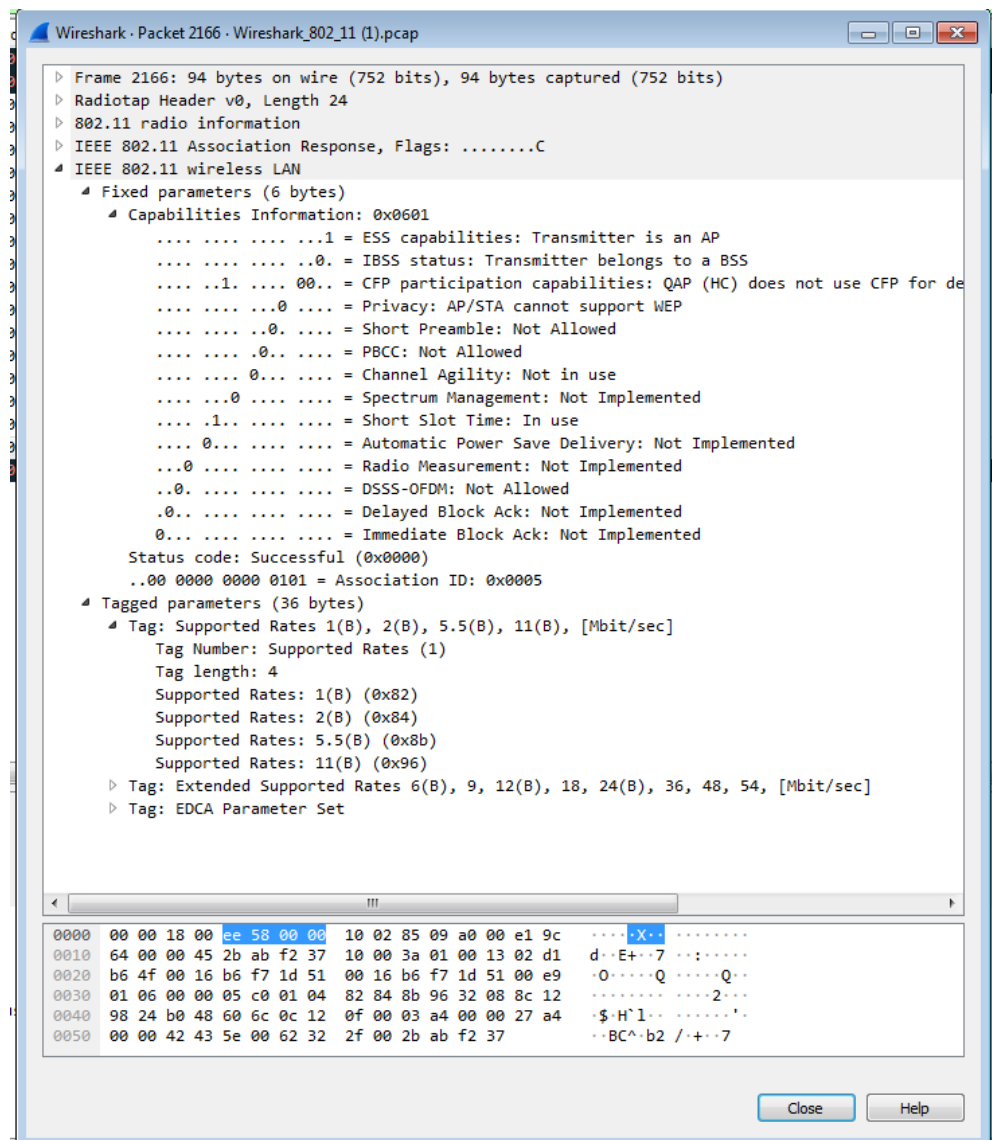 Wireshark · Packet 2166 · Wireshark_802_11 (1).pcap
Frame 2166: 94 bytes on wire (752 bits), 94 bytes captured (752 bits)
Radiotap Header v0, Length 24
802.11 radio information
IEEE 802.11 Association Response, Flags: ........C
IEEE 802.11 wireless LAN
Fixed parameters (6 bytes)
Capabilities Information: 0x0601
.... .... .... ...1 = ESS capabilities: Transmitter is an AP
.... .... .... ..0. = IBSS status: Transmitter belongs to a BSS
.... ..1. .... 00.. = CFP participation capabilities: QAP (HC) does not use CFP for de
.... .... ...0 .... = Privacy: AP/STA cannot support WEP
.... .... ..0. .... = Short Preamble: Not Allowed
.... .... .0.. .... = PBCC: Not Allowed
.... .... 0... .... = Channel Agility: Not in use
.... ...0 .... .... = Spectrum Management: Not Implemented
.... .1.. .... .... = Short Slot Time: In use
.... 0... .... .... = Automatic Power Save Delivery: Not Implemented
...0 .... .... .... = Radio Measurement: Not Implemented
..0. .... .... .... = DSSS-OFDM: Not Allowed
.0.. .... .... .... = Delayed Block Ack: Not Implemented
0... .... .... .... = Immediate Block Ack: Not Implemented
Status code: Successful (0x0000)
..00 0000 0000 0101 = Association ID: 0x0005
Tagged parameters (36 bytes)
Tag: Supported Rates 1(B), 2(B), 5.5(B), 11(B), [Mbit/sec]
Tag Number: Supported Rates (1)
Tag length: 4
Supported Rates: 1(B) (0x82)
Supported Rates: 2(B) (0x84)
Supported Rates: 5.5(B) (0x8b)
Supported Rates: 11(B) (0x96)
Tag: Extended Supported Rates 6(B), 9, 12(B), 18, 24(B), 36, 48, 54, [Mbit/sec]
Tag: EDCA Parameter Set
0000 00 00 18 00 ee 58 00 00 10 02 85 09 a0 00 e1 9c ·····X·· ········
0010 64 00 00 45 2b ab f2 37 10 00 3a 01 00 13 02 d1 d··E+··7 ··:·····
0020 b6 4f 00 16 b6 f7 1d 51 00 16 b6 f7 1d 51 00 e9 ·O·····Q ·····Q··
0030 01 06 00 00 05 c0 01 04 82 84 8b 96 32 08 8c 12 ········ ····2···
0040 98 24 b0 48 60 6c 0c 12 0f 00 03 a4 00 00 27 a4 ·$·H`l·· ······'·
0050 00 00 42 43 5e 00 62 32 2f 00 2b ab f2 37 ··BC^·b2 /·+··7
Close Help